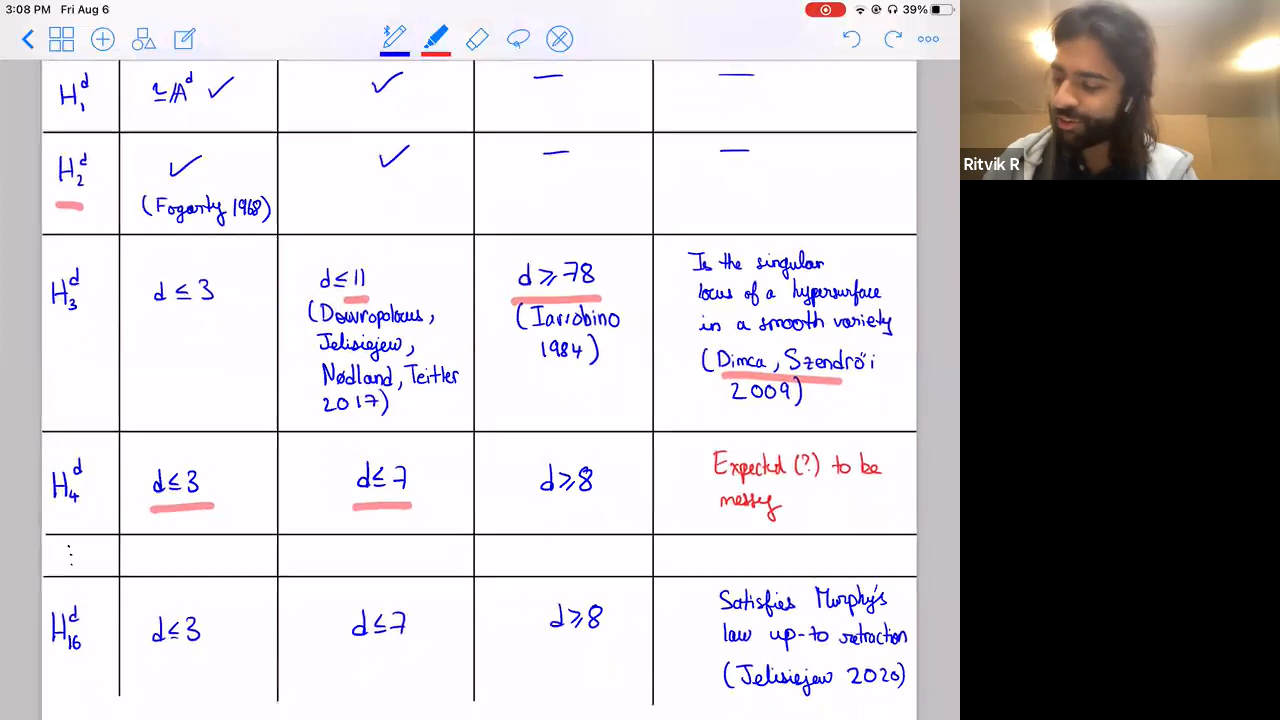 3:08 PM Fri Aug 6
39%
Ritvik R
H₁ᵈ ≅ 𝔸ᵈ ✓ ✓ — —
H₂ᵈ ✓ ✓ — —
(Fogarty 1968)
H₃ᵈ
d ≤ 3
d ≤ 11
(Douvropolous,
Jelisiejew,
Nødland, Teitler
2017)
d ≥ 78
(Iarrobino
1984)
Is the singular
locus of a hypersurface
in a smooth variety
(Dimca, Szendrői
2009)
H₄ᵈ
d ≤ 3
d ≤ 7
d ≥ 8
Expected (?) to be
messy
⋮
H₁₆ᵈ
d ≤ 3
d ≤ 7
d ≥ 8
Satisfies Murphy's
law up-to retraction
(Jelisiejew 2020)